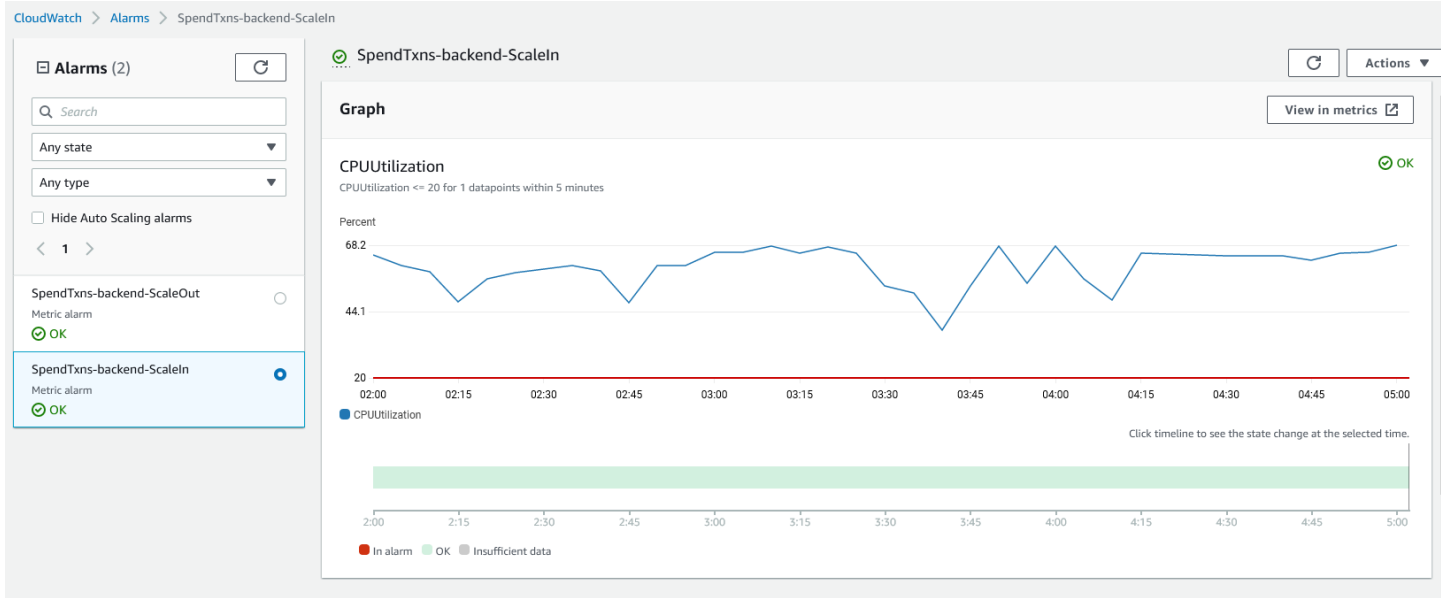 CloudWatch > Alarms > SpendTxns-backend-ScaleIn
Alarms (2)
Search
Any state
Any type
Hide Auto Scaling alarms
1
SpendTxns-backend-ScaleOut
Metric alarm
OK
SpendTxns-backend-ScaleIn
Metric alarm
OK
SpendTxns-backend-ScaleIn
Actions
Graph
View in metrics
CPUUtilization
OK
CPUUtilization <= 20 for 1 datapoints within 5 minutes
Percent
68.2
44.1
20
02:00 02:15 02:30 02:45 03:00 03:15 03:30 03:45 04:00 04:15 04:30 04:45 05:00
CPUUtilization
Click timeline to see the state change at the selected time.
2:00 2:15 2:30 2:45 3:00 3:15 3:30 3:45 4:00 4:15 4:30 4:45 5:00
In alarm OK Insufficient data